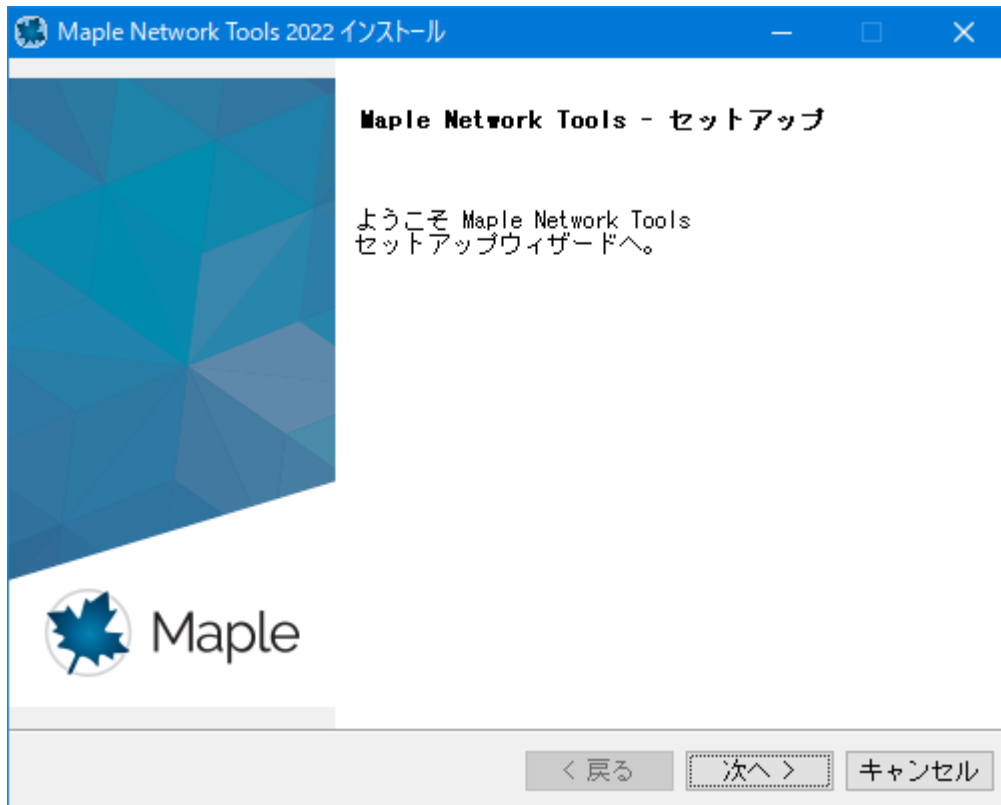 Maple Network Tools 2022 インストール
Maple Network Tools - セットアップ
ようこそ Maple Network Tools
セットアップウィザードへ。
Maple
< 戻る
次へ >
キャンセル